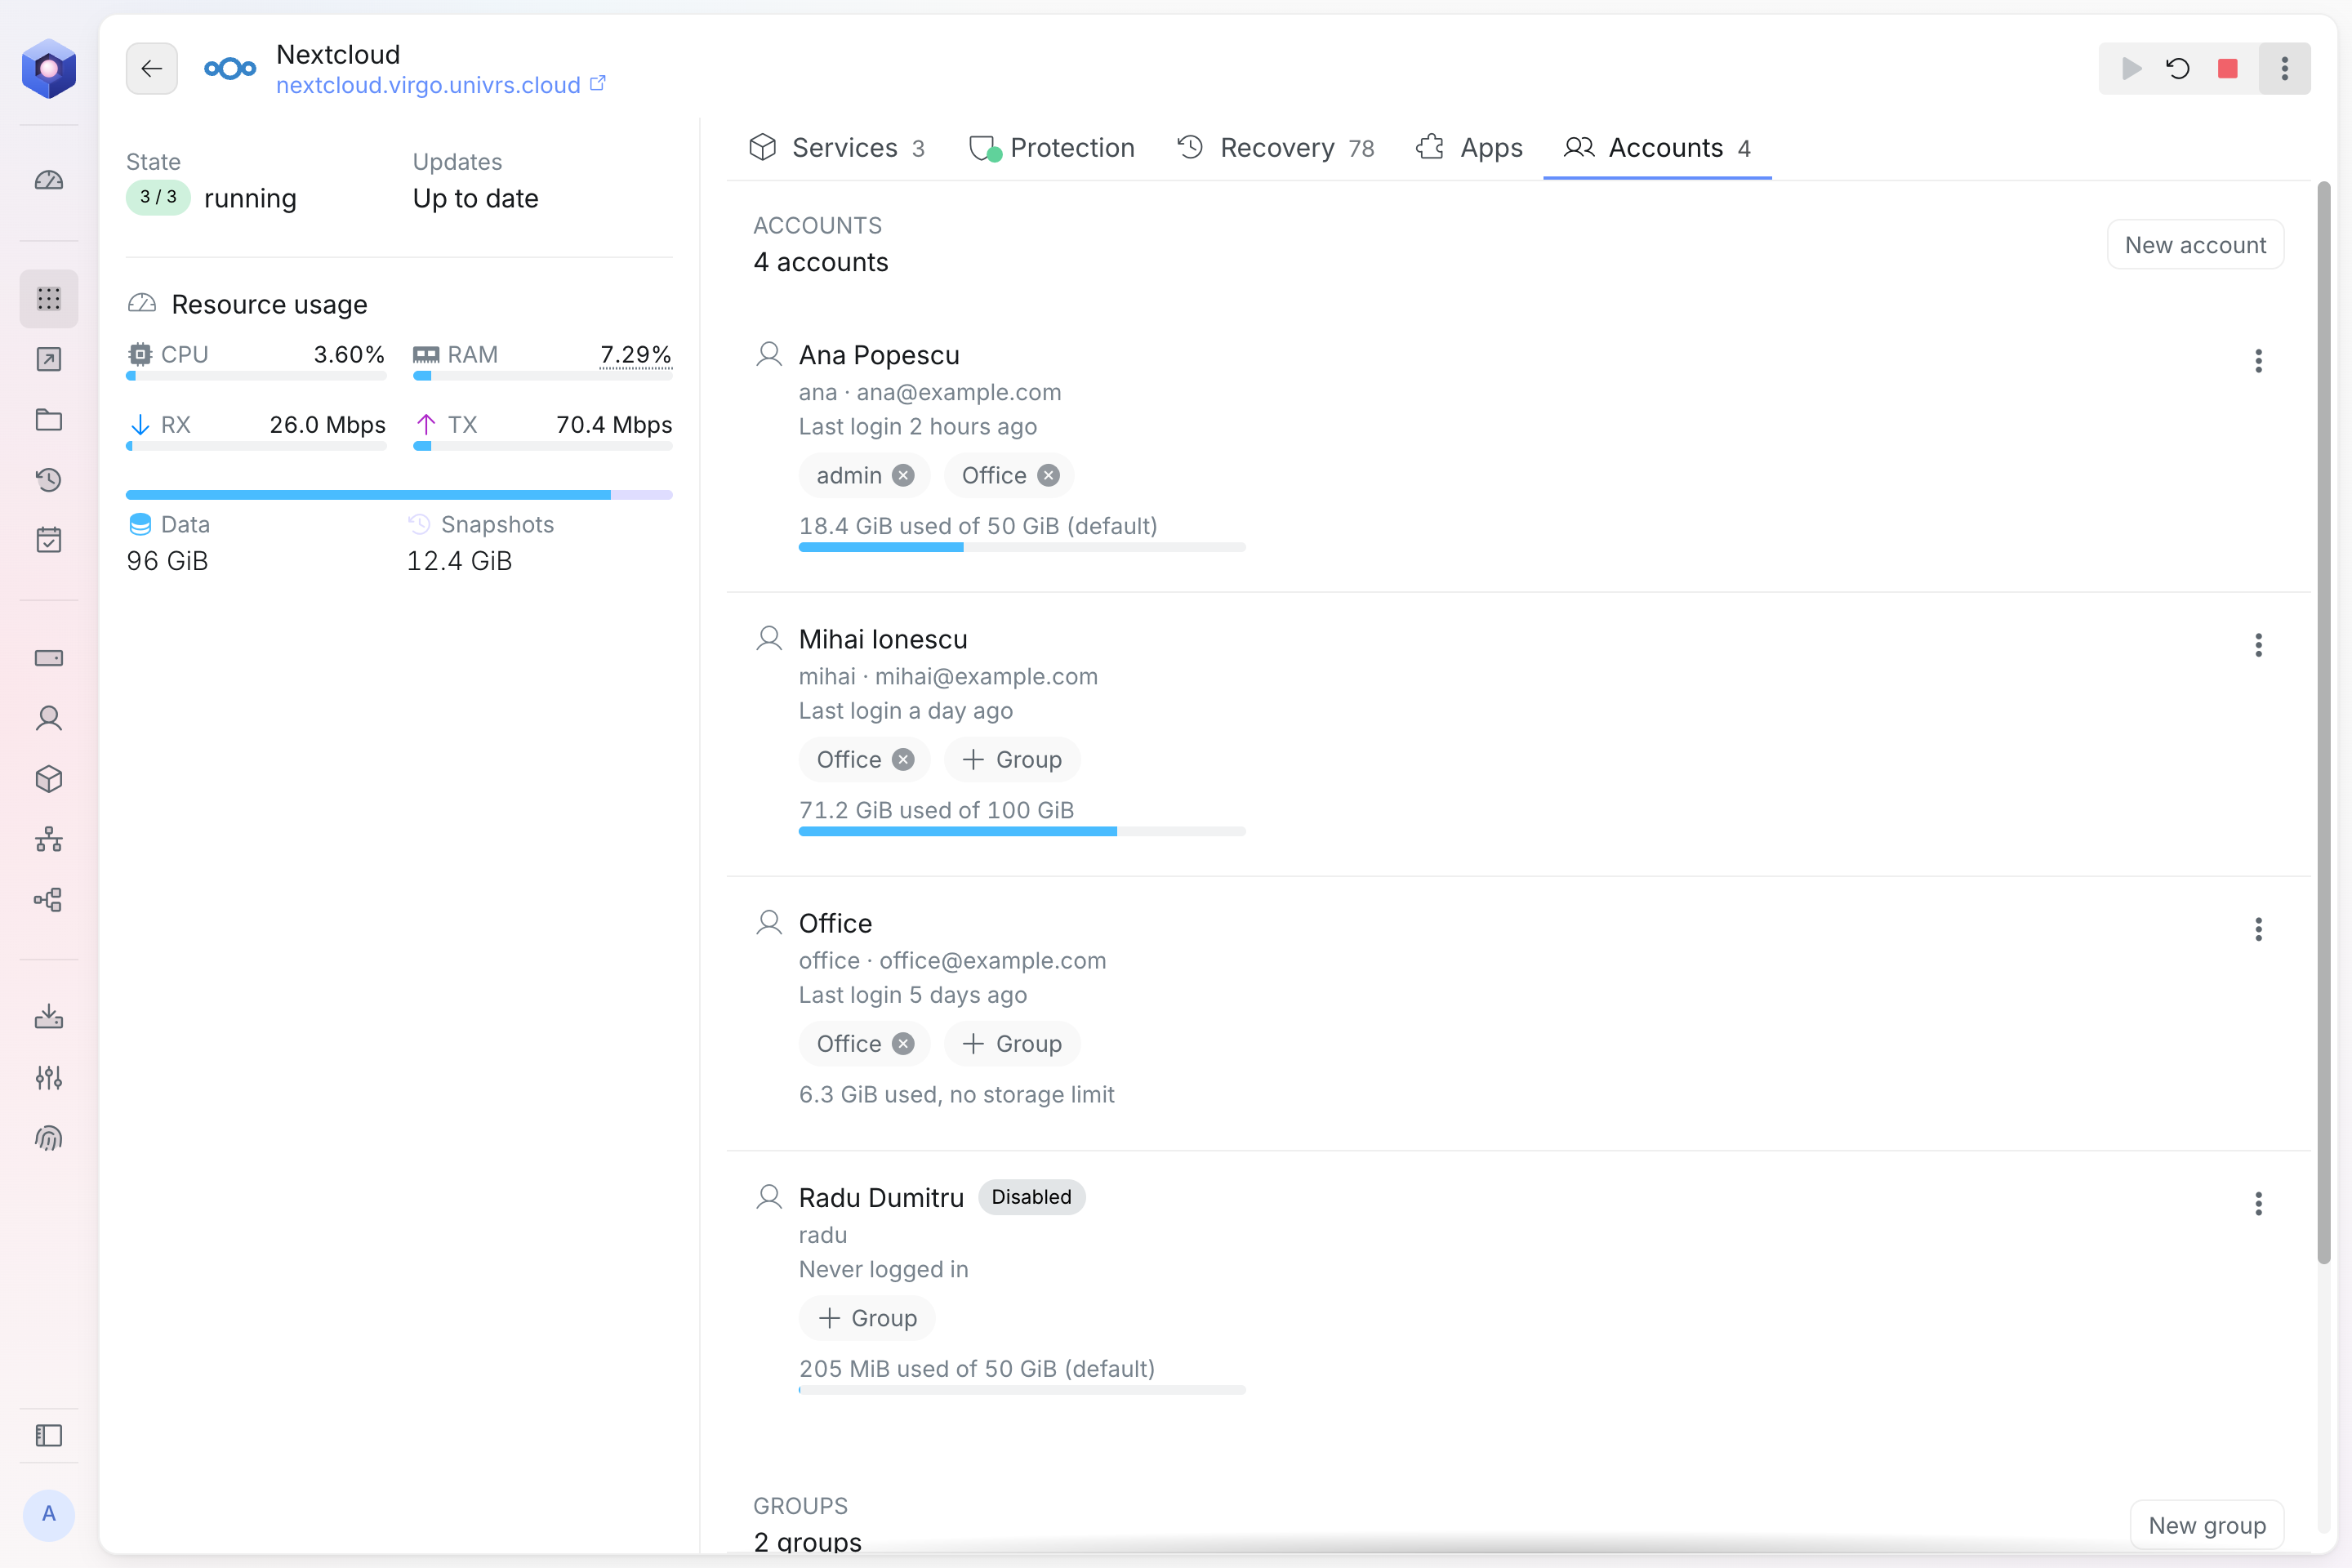 Nextcloud
nextcloud.virgo.univrs.cloud
State
3 / 3 running
Updates
Up to date
Resource usage
CPU 3.60%
RAM 7.29%
RX 26.0 Mbps
TX 70.4 Mbps
Data
96 GiB
Snapshots
12.4 GiB
Services 3
Protection
Recovery 78
Apps
Accounts 4
ACCOUNTS
4 accounts
New account
Ana Popescu
ana · ana@example.com
Last login 2 hours ago
admin
Office
18.4 GiB used of 50 GiB (default)
Mihai Ionescu
mihai · mihai@example.com
Last login a day ago
Office
Group
71.2 GiB used of 100 GiB
Office
office · office@example.com
Last login 5 days ago
Office
Group
6.3 GiB used, no storage limit
Radu Dumitru Disabled
radu
Never logged in
Group
205 MiB used of 50 GiB (default)
GROUPS
2 groups
New group
A